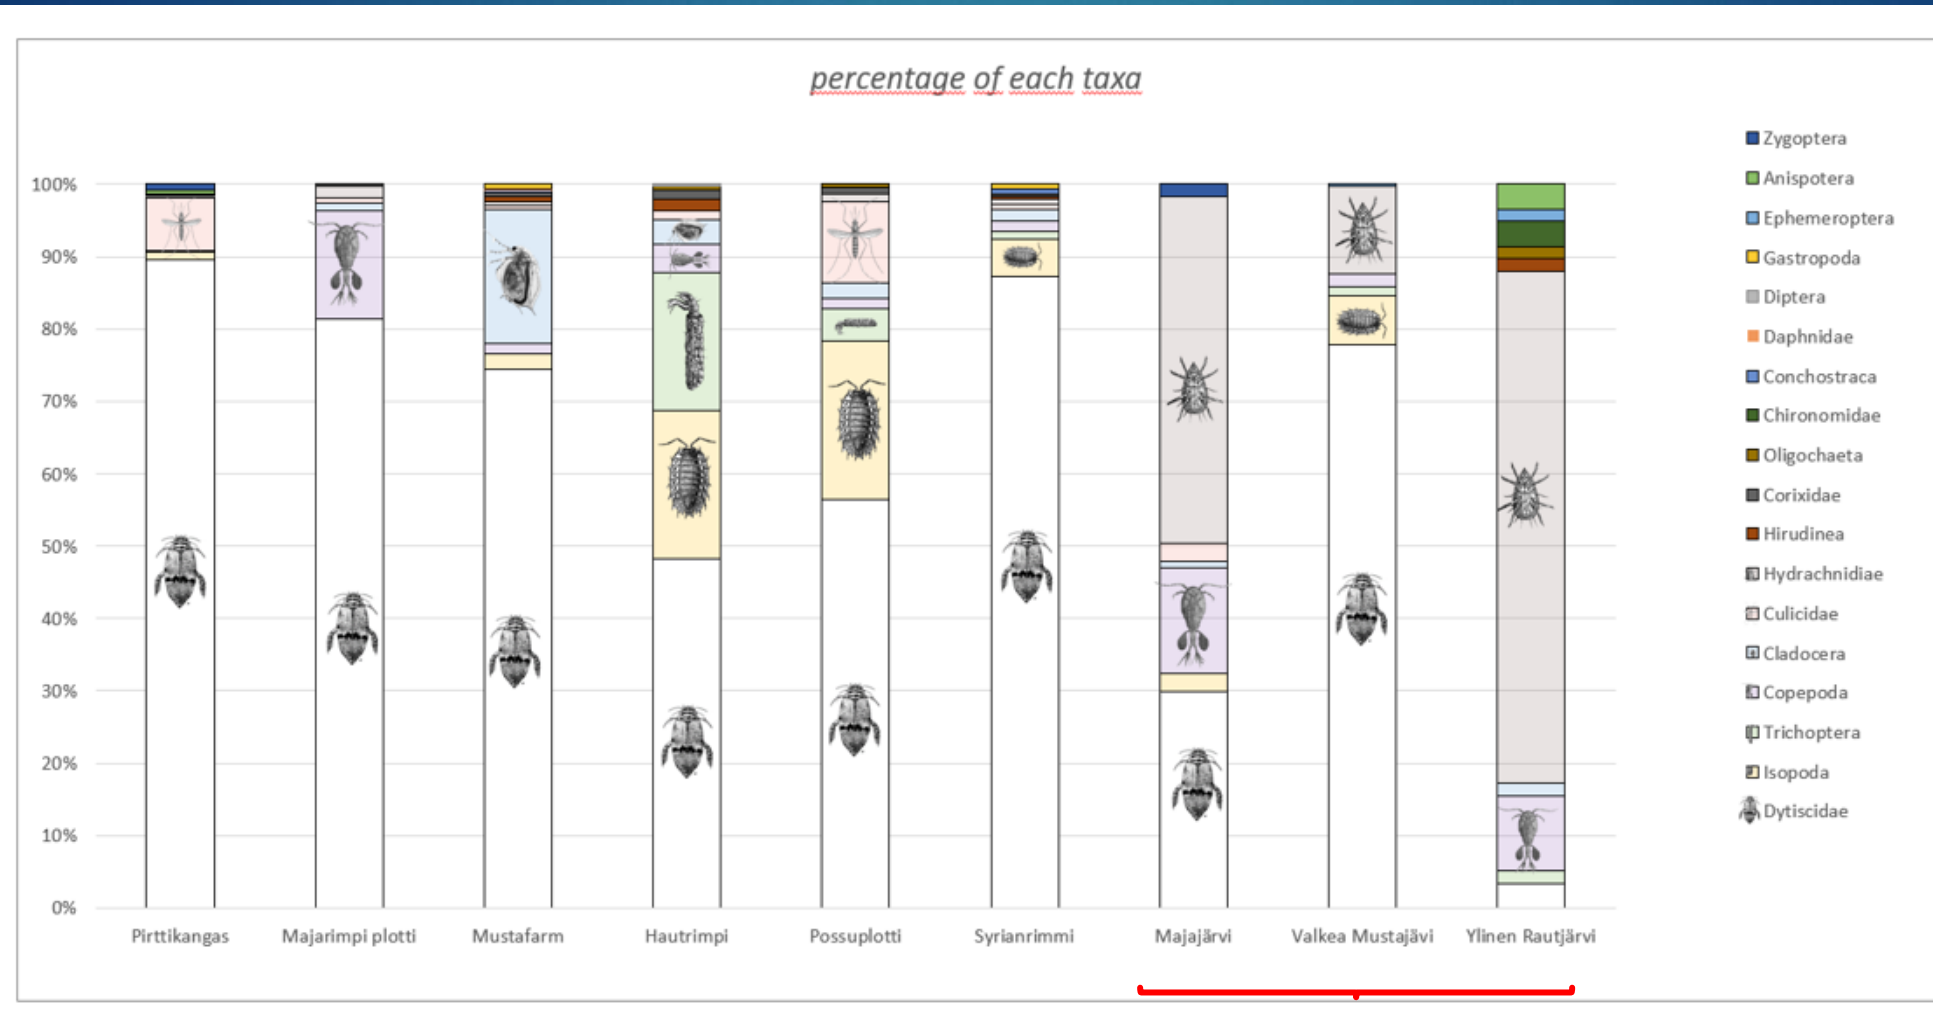 percentage of each taxa
100%
90%
80%
70%
60%
50%
40%
30%
20%
10%
0%
Pirttikangas
Majarimpi plotti
Mustafarm
Hautrimpi
Possuplotti
Syrianrimmi
Majajärvi
Valkea Mustajävi
Ylinen Rautjärvi
Zygoptera
Anispotera
Ephemeroptera
Gastropoda
Diptera
Daphnidae
Conchostraca
Chironomidae
Oligochaeta
Corixidae
Hirudinea
Hydrachnidiae
Culicidae
Cladocera
Copepoda
Trichoptera
Isopoda
Dytiscidae